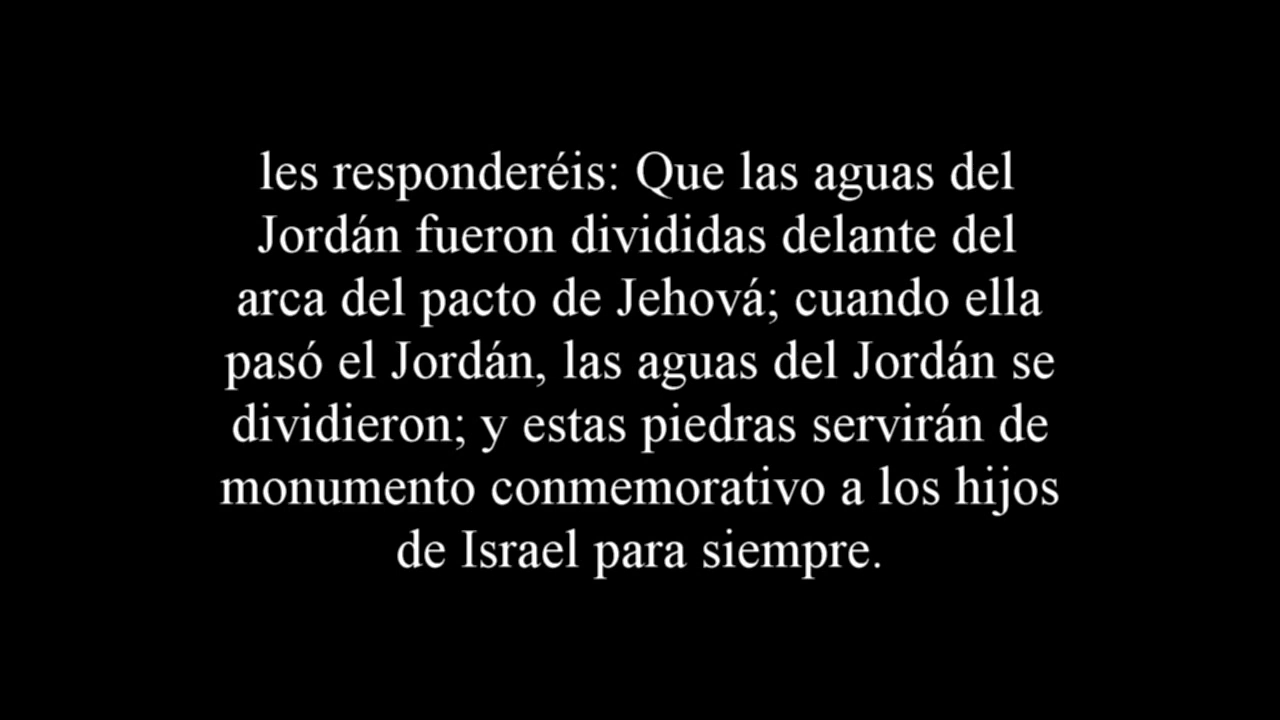 les responderéis: Que las aguas del
Jordán fueron divididas delante del
arca del pacto de Jehová; cuando ella
pasó el Jordán, las aguas del Jordán se
dividieron; y estas piedras servirán de
monumento conmemorativo a los hijos
de Israel para siempre.